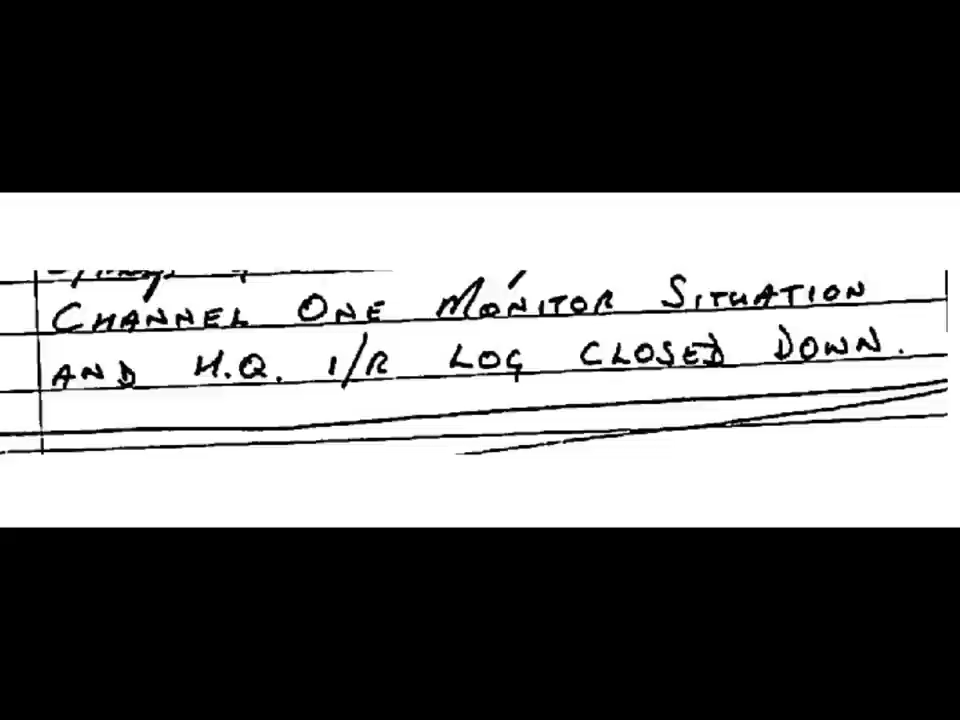 CHANNEL ONE MONITOR SITUATION
AND H.Q. I/R LOG CLOSED DOWN.